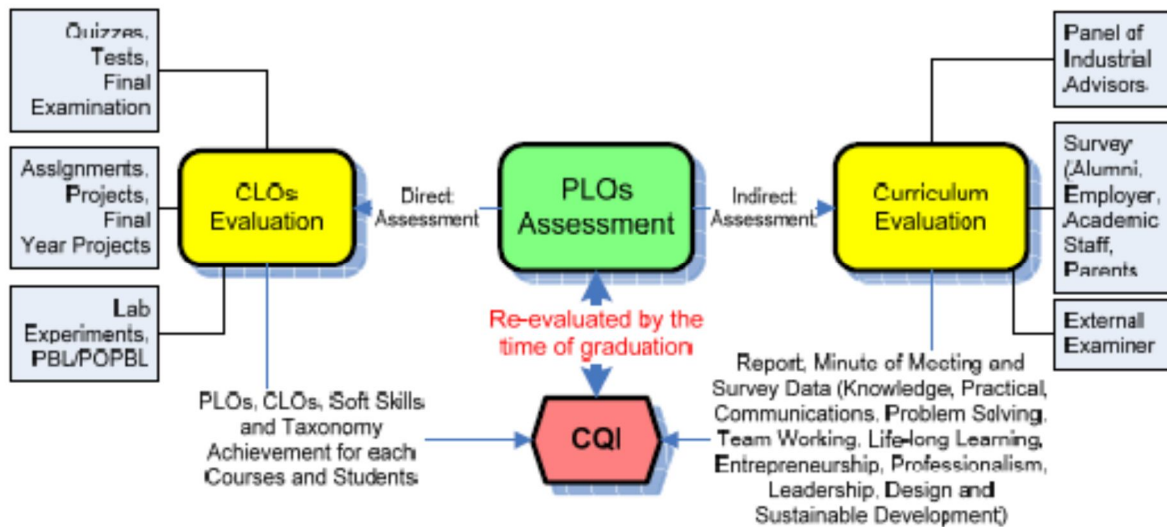 Quizzes,
Tests,
Final
Examination
Assignments,
Projects, Final
Year Projects
Lab
Experiments,
PBL/POPBL
CLOs
Evaluation
Direct
Assessment
PLOs
Assessment
Indirect
Assessment
Curriculum
Evaluation
Panel of
Industrial
Advisors
Survey
(Alumni,
Employer,
Academic
Staff,
Parents
External
Examiner
Re-evaluated by the
time of graduation
PLOs, CLOs, Soft Skills
and Taxonomy
Achievement for each
Courses and Students
CQI
Report, Minute of Meeting and
Survey Data (Knowledge, Practical,
Communications, Problem Solving,
Team Working, Life-long Learning,
Entrepreneurship, Professionalism,
Leadership, Design and
Sustainable Development)